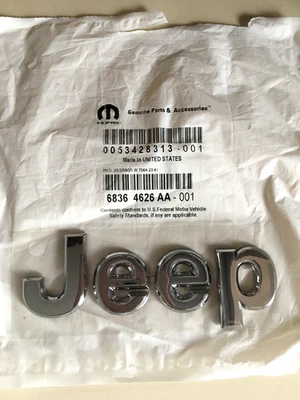 MOPAR
Genuine Parts & Accessories™
0053428313-001
Made in UNITED STATES
6836 4626 AA-001
Contents conform to U.S.Federal Motor Vehicle
Safety Standards, if any are applicable.
Jeep